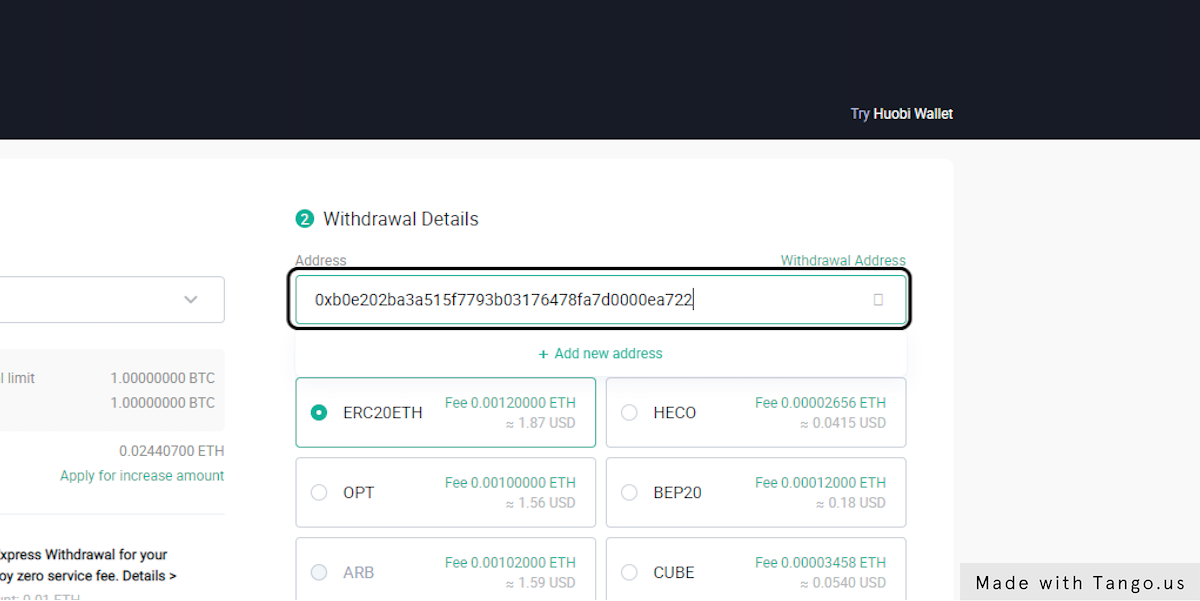 Try Huobi Wallet
2 Withdrawal Details
Address
Withdrawal Address
0xb0e202ba3a515f7793b03176478fa7d0000ea722
+ Add new address
l limit
1.00000000 BTC
1.00000000 BTC
0.02440700 ETH
Apply for increase amount
xpress Withdrawal for your
oy zero service fee. Details >
unt: 0.01 ETH
ERC20ETH
Fee 0.00120000 ETH
≈ 1.87 USD
HECO
Fee 0.00002656 ETH
≈ 0.0415 USD
OPT
Fee 0.00100000 ETH
≈ 1.56 USD
BEP20
Fee 0.00012000 ETH
≈ 0.18 USD
ARB
Fee 0.00102000 ETH
≈ 1.59 USD
CUBE
Fee 0.00003458 ETH
≈ 0.0540 USD
Made with Tango.us